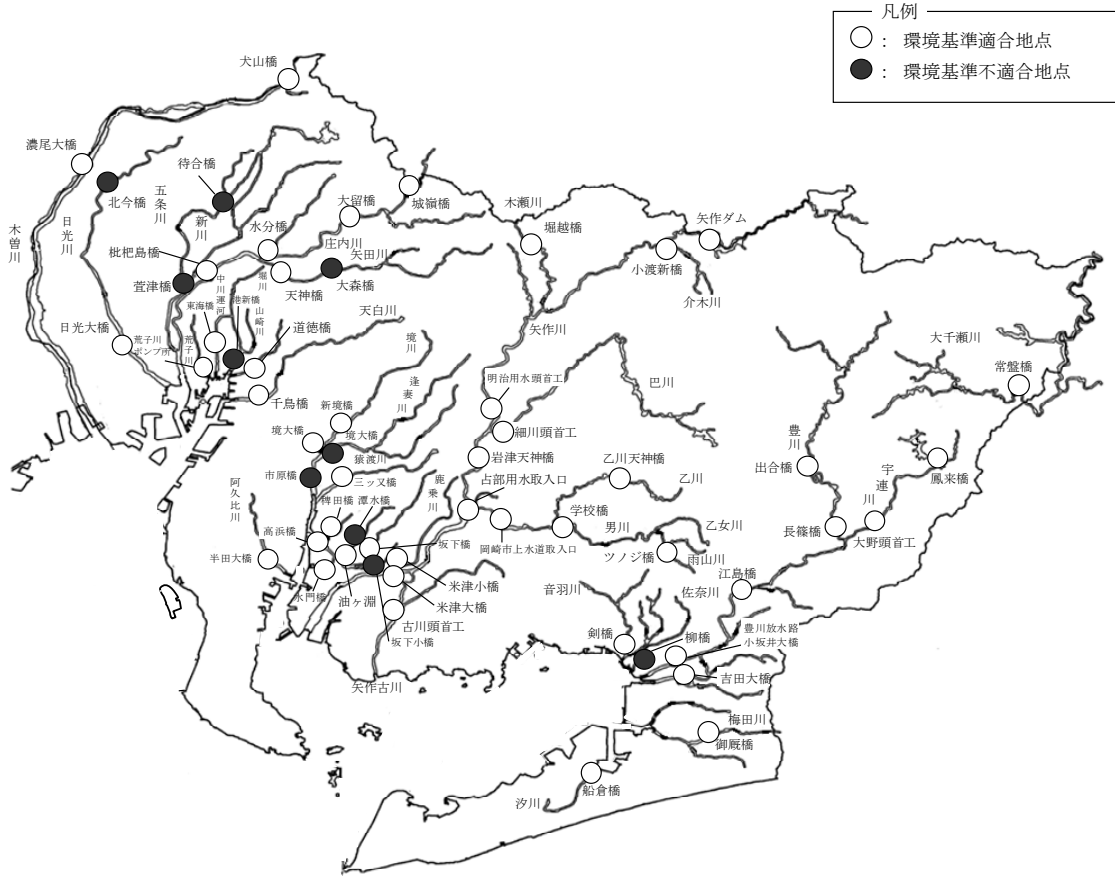 凡例
○ : 環境基準適合地点
● : 環境基準不適合地点
犬山橋
濃尾大橋
待合橋
北今橋
五条川
新川
水分橋
大留橋
城嶺橋
木瀬川
堀越橋
矢作ダム
木曽川
日光川
枇杷島橋
庄内川
矢田川
小渡新橋
介木川
萱津橋
中川運河
堀川
天神橋
大森橋
東海橋
港新橋
山崎川
道徳橋
天白川
矢作川
日光大橋
荒子川
ポンプ所
荒子川
境川
大千瀬川
常盤橋
千鳥橋
新境橋
逢妻川
明治用水頭首工
巴川
境大橋
境大橋
細川頭首工
豊川
猿渡川
岩津天神橋
乙川天神橋
出合橋
宇連川
鳳来橋
市原橋
三ッ又橋
鹿乗川
占部用水取入口
乙川
阿久比川
稗田橋
潭水橋
学校橋
男川
乙女川
長篠橋
大野頭首工
高浜橋
坂下橋
岡崎市上水道取入口
ツノジ橋
雨山川
半田大橋
水門橋
油ヶ淵
米津小橋
米津大橋
音羽川
佐奈川
江島橋
古川頭首工
坂下小橋
剣橋
柳橋
豊川放水路
小坂井大橋
矢作古川
吉田大橋
梅田川
御厩橋
汐川
船倉橋